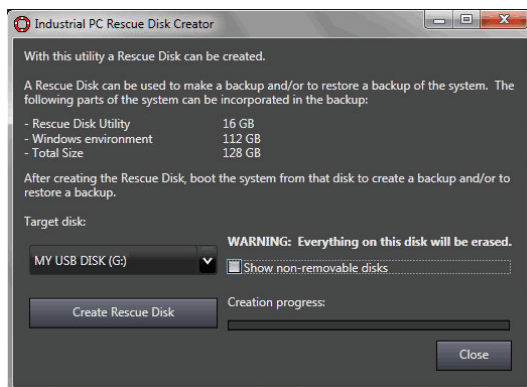 Industrial PC Rescue Disk Creator
With this utility a Rescue Disk can be created.
A Rescue Disk can be used to make a backup and/or to restore a backup of the system. The
following parts of the system can be incorporated in the backup:
- Rescue Disk Utility 16 GB
- Windows environment 112 GB
- Total Size 128 GB
After creating the Rescue Disk, boot the system from that disk to create a backup and/or to
restore a backup.
Target disk:
WARNING: Everything on this disk will be erased.
MY USB DISK (G:)
Show non-removable disks
Create Rescue Disk
Creation progress:
Close